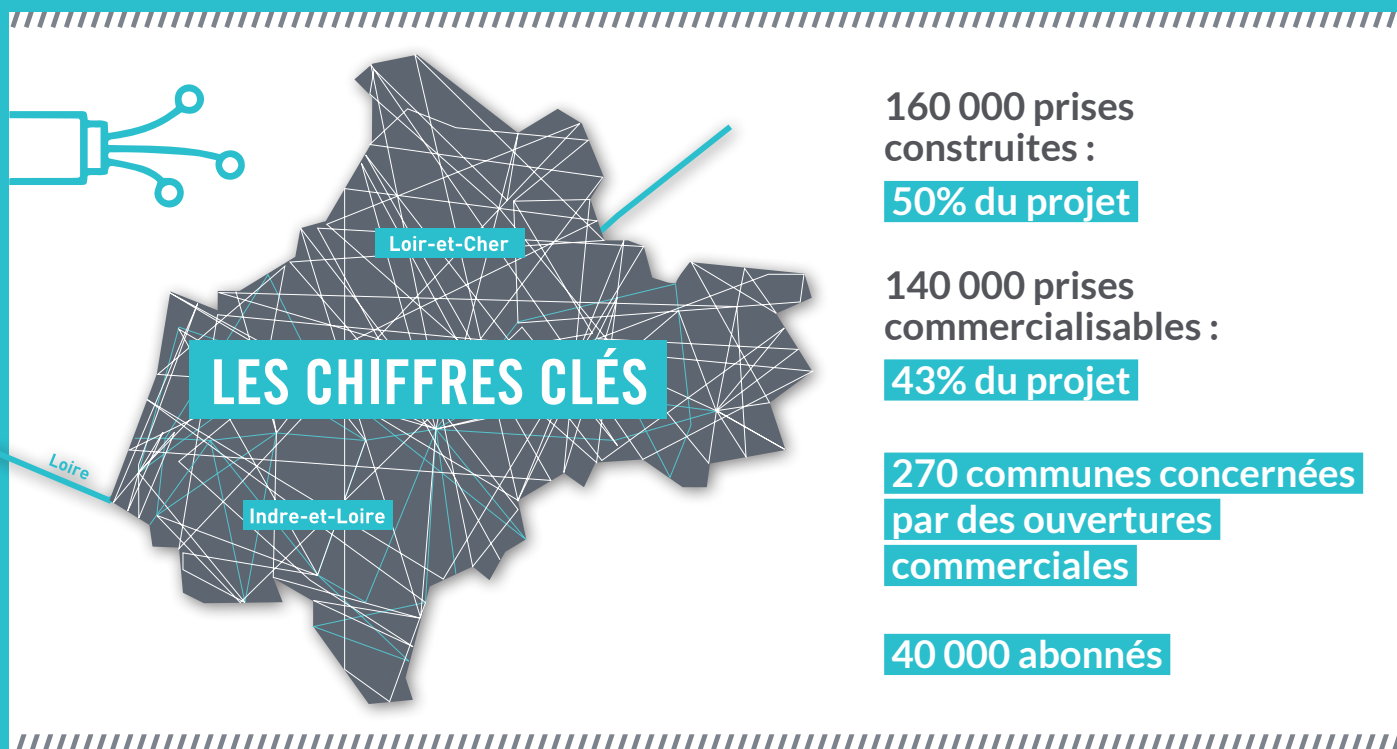 Loir-et-Cher
LES CHIFFRES CLÉS
Loire
Indre-et-Loire
160 000 prises
construites :
50% du projet
140 000 prises
commercialisables :
43% du projet
270 communes concernées
par des ouvertures
commerciales
40 000 abonnés